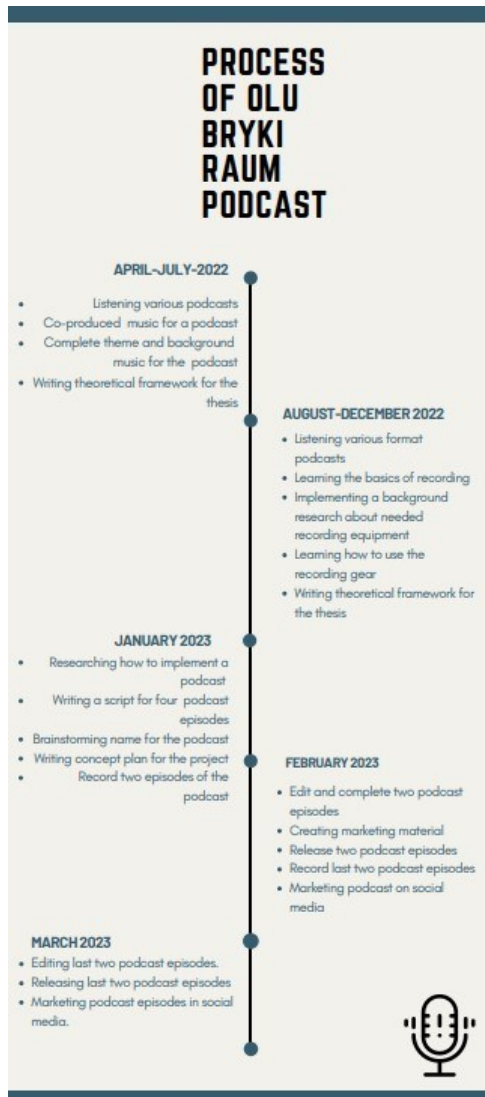 PROCESS
OF OLU
BRYKI
RAUM
PODCAST
APRIL-JULY-2022
• Listening various podcasts
• Co-produced music for a podcast
• Complete theme and background
music for the podcast
• Writing theoretical framework for the
thesis
AUGUST-DECEMBER 2022
• Listening various format
podcasts
• Learning the basics of recording
• Implementing a background
research about needed
recording equipment
• Learning how to use the
recording gear
• Writing theoretical framework for
the thesis
JANUARY 2023
• Researching how to implement a
podcast
• Writing a script for four podcast
episodes
• Brainstorming name for the podcast
• Writing concept plan for the project
• Record two episodes of the
podcast
FEBRUARY 2023
• Edit and complete two podcast
episodes
• Creating marketing material
• Release two podcast episodes
• Record last two podcast episodes
• Marketing podcast on social
media
MARCH 2023
• Editing last two podcast episodes.
• Releasing last two podcast episodes
• Marketing podcast episodes in social
media.